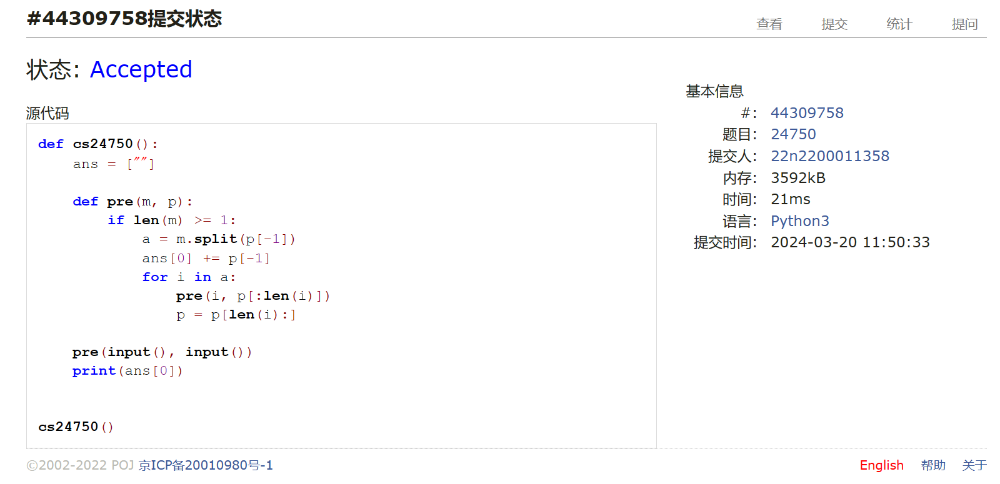 #44309758提交状态
查看 提交 统计 提问
状态: Accepted
源代码
def cs24750():
    ans = [""]
    def pre(m, p):
        if len(m) >= 1:
            a = m.split(p[-1])
            ans[0] += p[-1]
            for i in a:
                pre(i, p[:len(i)])
                p = p[len(i):]
    pre(input(), input())
    print(ans[0])
cs24750()
基本信息
#: 44309758
题目: 24750
提交人: 22n2200011358
内存: 3592kB
时间: 21ms
语言: Python3
提交时间: 2024-03-20 11:50:33
©2002-2022 POJ 京ICP备20010980号-1
English 帮助 关于